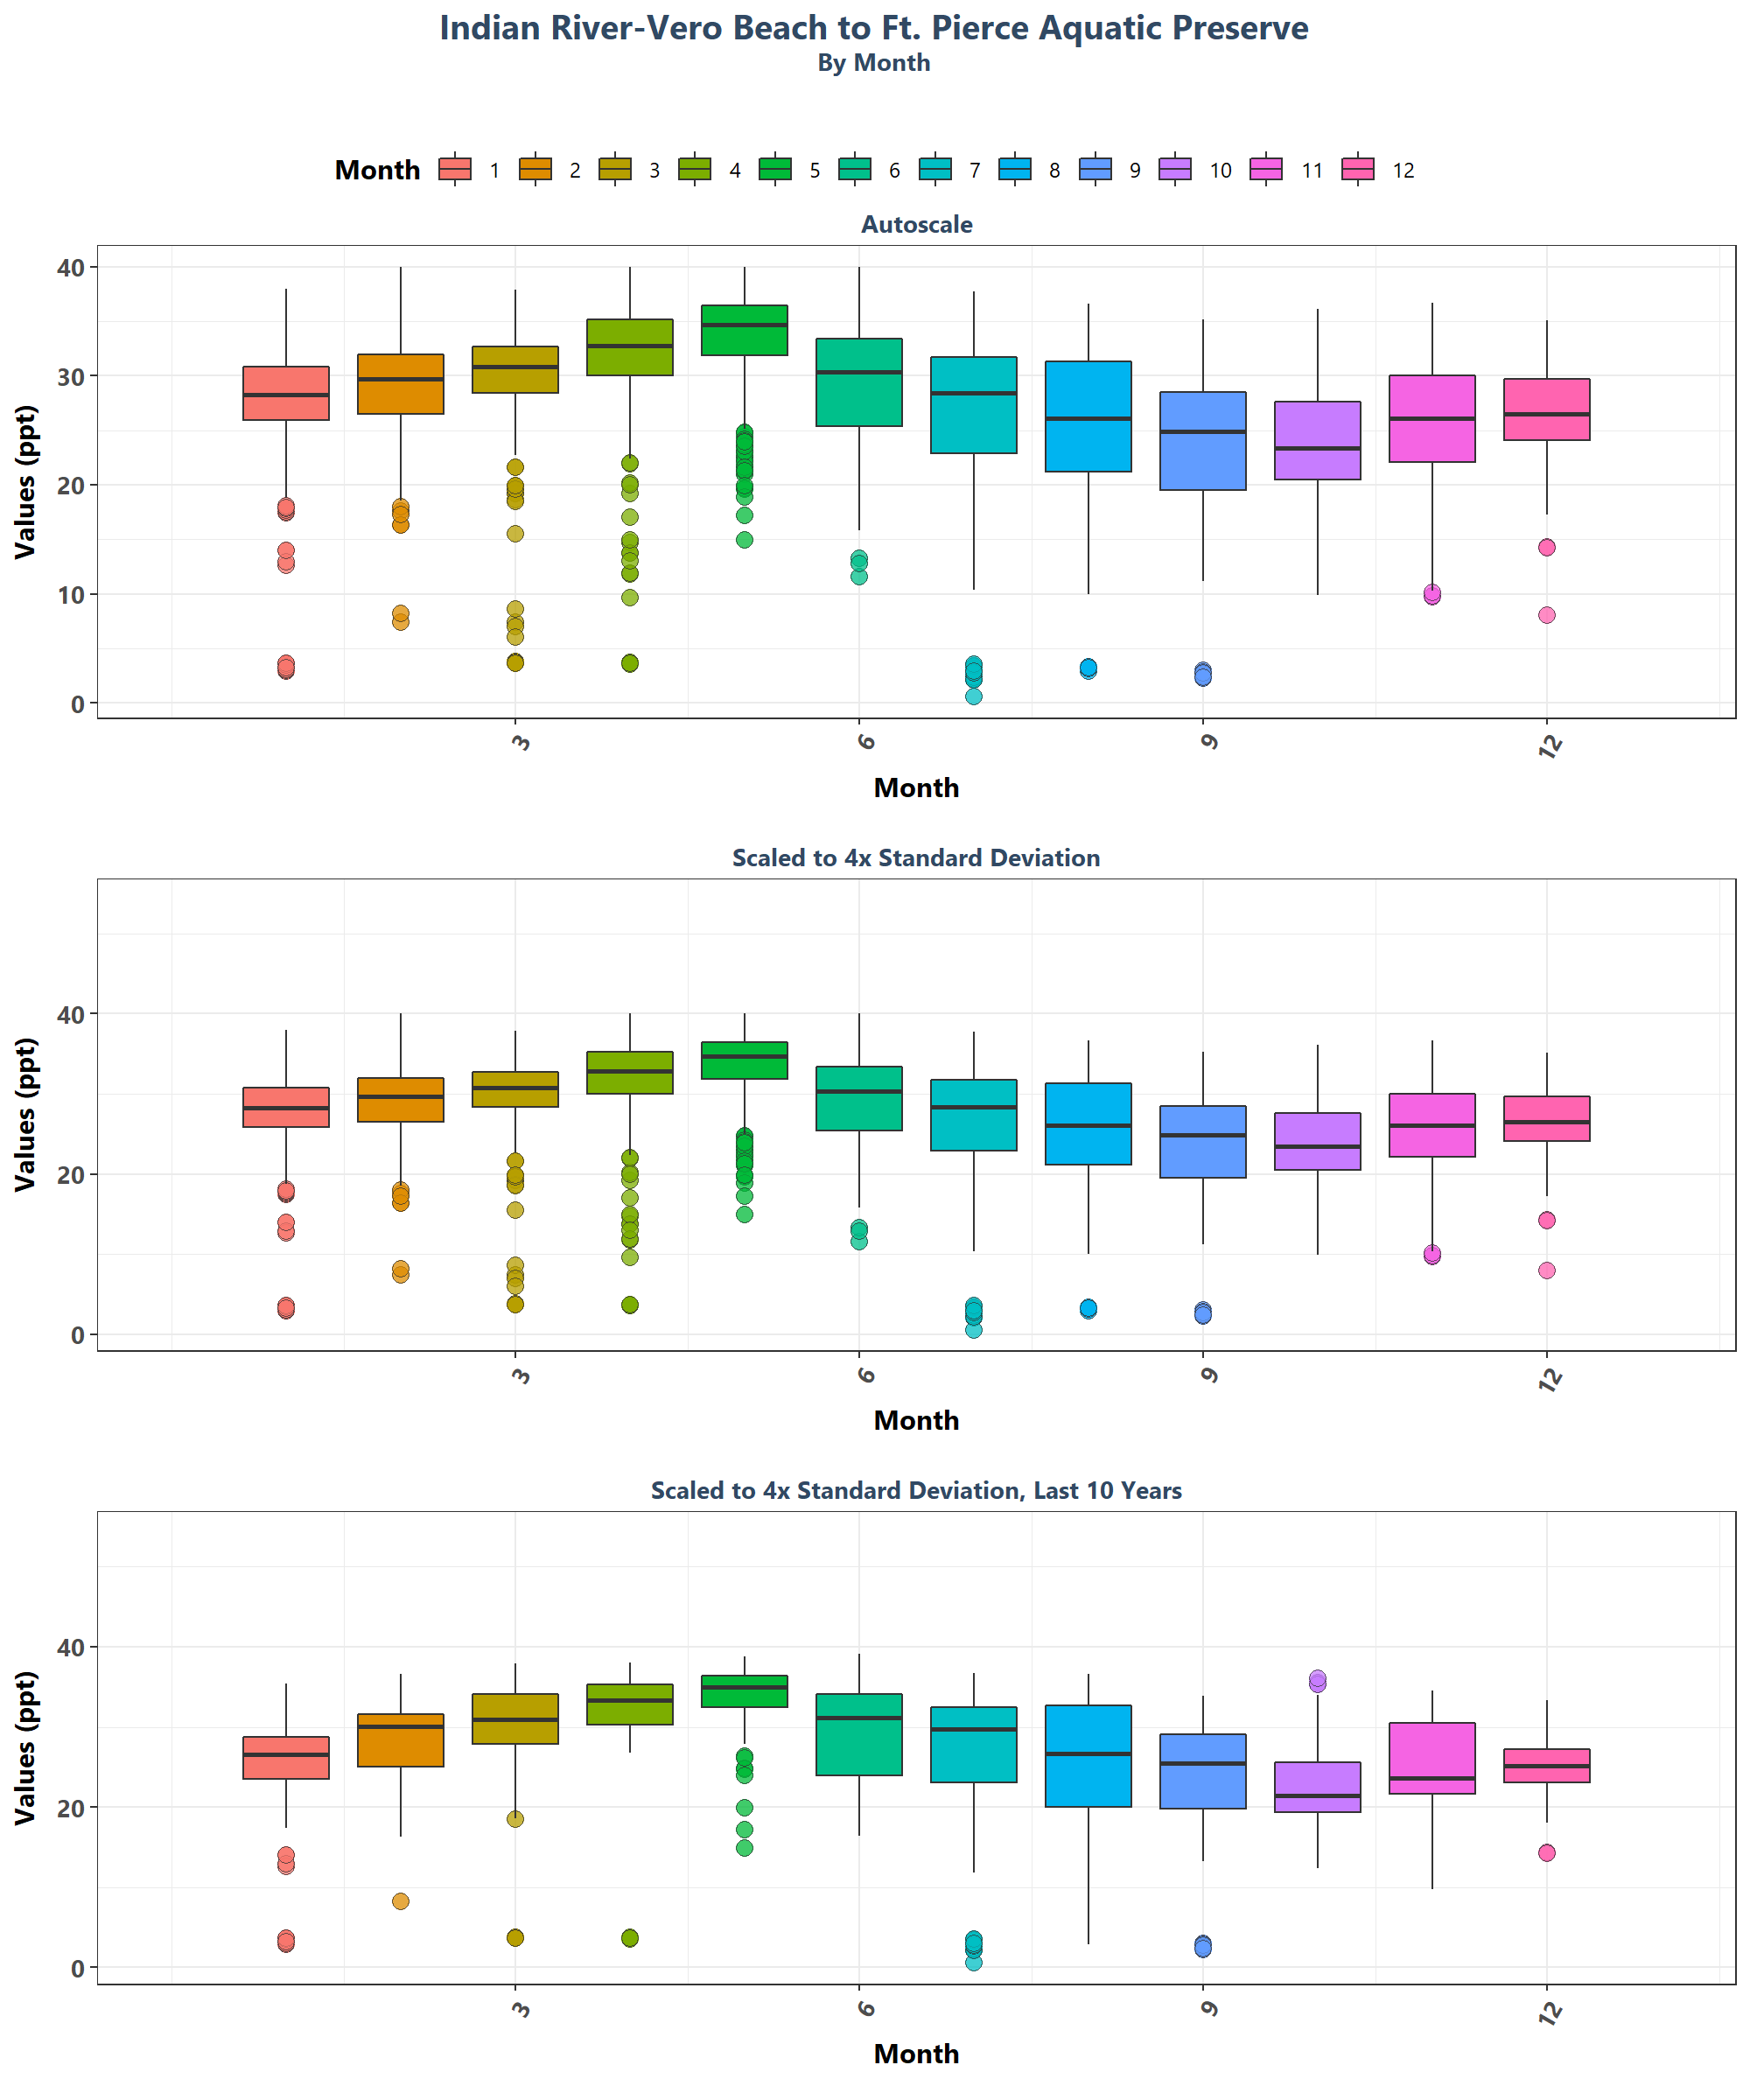 Indian River-Vero Beach to Ft. Pierce Aquatic Preserve
By Month
Month 1 2 3 4 5 6 7 8 9 10 11 12
Autoscale
Values (ppt)
40
30
20
10
0
3 6 9 12
Month
Scaled to 4x Standard Deviation
Values (ppt)
40
20
0
3 6 9 12
Month
Scaled to 4x Standard Deviation, Last 10 Years
Values (ppt)
40
20
0
3 6 9 12
Month